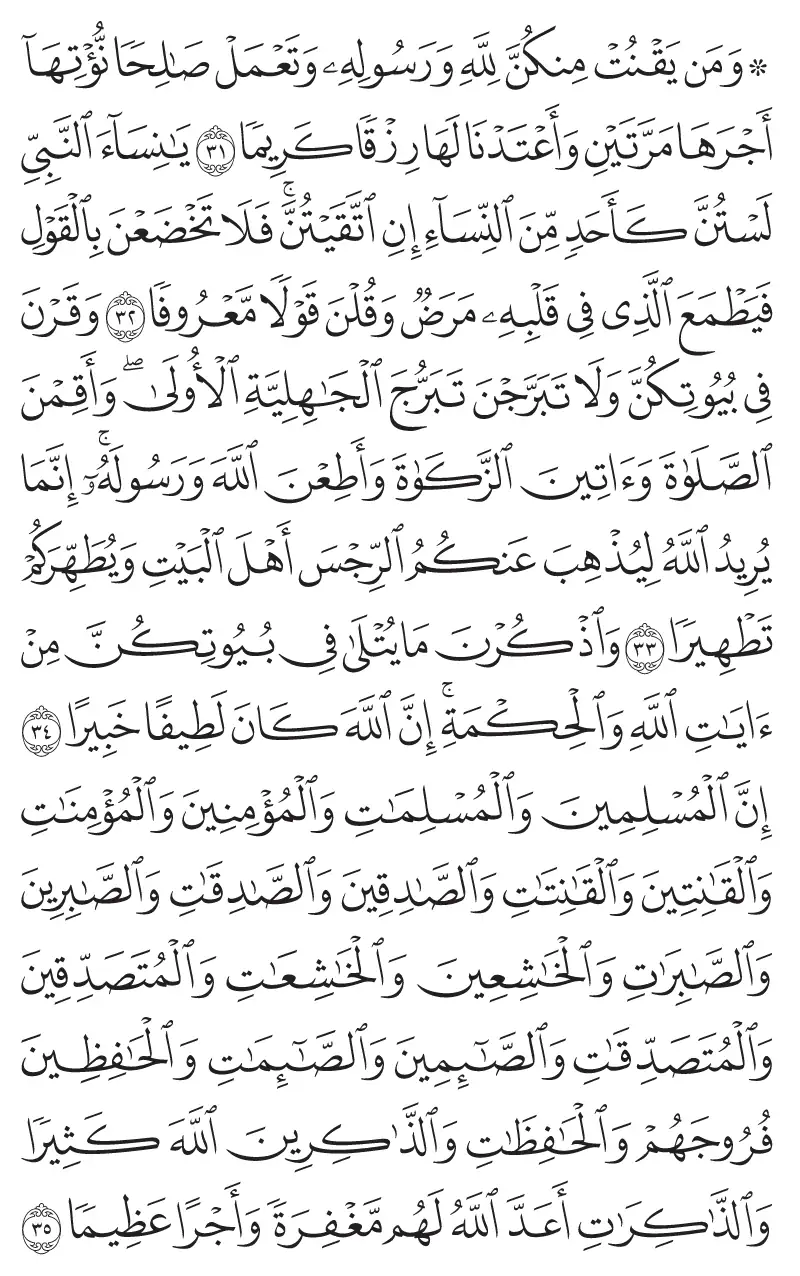 ۞ وَمَن يَقْنُتْ مِنكُنَّ لِلَّهِ وَرَسُولِهِۦ وَتَعْمَلْ صَـٰلِحًا نُّؤْتِهَآ
أَجْرَهَا مَرَّتَيْنِ وَأَعْتَدْنَا لَهَا رِزْقًا كَرِيمًا ٣١ يَـٰنِسَآءَ ٱلنَّبِىِّ
لَسْتُنَّ كَأَحَدٍ مِّنَ ٱلنِّسَآءِ إِنِ ٱتَّقَيْتُنَّ ۚ فَلَا تَخْضَعْنَ بِٱلْقَوْلِ
فَيَطْمَعَ ٱلَّذِى فِى قَلْبِهِۦ مَرَضٌ وَقُلْنَ قَوْلًا مَّعْرُوفًا ٣٢ وَقَرْنَ
فِى بُيُوتِكُنَّ وَلَا تَبَرَّجْنَ تَبَرُّجَ ٱلْجَـٰهِلِيَّةِ ٱلْأُولَىٰ ۖ وَأَقِمْنَ
ٱلصَّلَوٰةَ وَءَاتِينَ ٱلزَّكَوٰةَ وَأَطِعْنَ ٱللَّهَ وَرَسُولَهُۥٓ ۚ إِنَّمَا
يُرِيدُ ٱللَّهُ لِيُذْهِبَ عَنكُمُ ٱلرِّجْسَ أَهْلَ ٱلْبَيْتِ وَيُطَهِّرَكُمْ
تَطْهِيرًا ٣٣ وَٱذْكُرْنَ مَا يُتْلَىٰ فِى بُيُوتِكُنَّ مِنْ
ءَايَـٰتِ ٱللَّهِ وَٱلْحِكْمَةِ ۚ إِنَّ ٱللَّهَ كَانَ لَطِيفًا خَبِيرًا ٣٤
إِنَّ ٱلْمُسْلِمِينَ وَٱلْمُسْلِمَـٰتِ وَٱلْمُؤْمِنِينَ وَٱلْمُؤْمِنَـٰتِ
وَٱلْقَـٰنِتِينَ وَٱلْقَـٰنِتَـٰتِ وَٱلصَّـٰدِقِينَ وَٱلصَّـٰدِقَـٰتِ وَٱلصَّـٰبِرِينَ
وَٱلصَّـٰبِرَٰتِ وَٱلْخَـٰشِعِينَ وَٱلْخَـٰشِعَـٰتِ وَٱلْمُتَصَدِّقِينَ
وَٱلْمُتَصَدِّقَـٰتِ وَٱلصَّـٰٓئِمِينَ وَٱلصَّـٰٓئِمَـٰتِ وَٱلْحَـٰفِظِينَ
فُرُوجَهُمْ وَٱلْحَـٰفِظَـٰتِ وَٱلذَّٰكِرِينَ ٱللَّهَ كَثِيرًا
وَٱلذَّٰكِرَٰتِ أَعَدَّ ٱللَّهُ لَهُم مَّغْفِرَةً وَأَجْرًا عَظِيمًا ٣٥